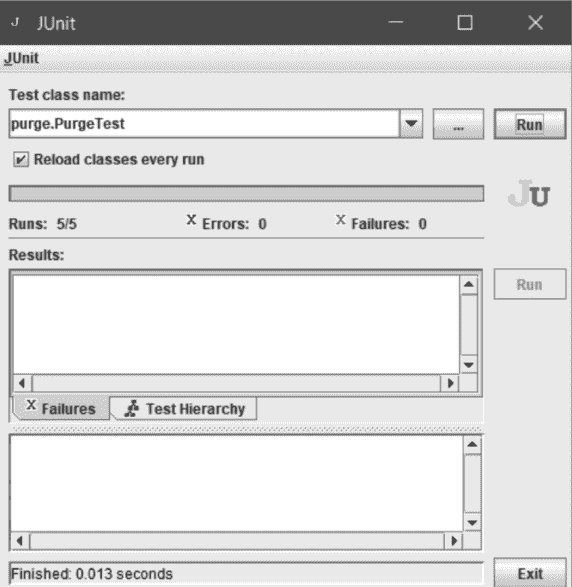 J JUnit
JUnit
Test class name:
purge.PurgeTest ... Run
Reload classes every run
JU
Runs: 5/5 X Errors: 0 X Failures: 0
Results:
Run
X Failures Test Hierarchy
Finished: 0.013 seconds Exit